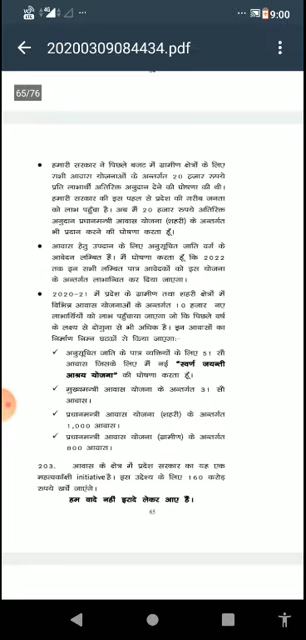 9:00
20200309084434.pdf
65/76
• हमारी सरकार ने पिछले बजट में ग्रामीण क्षेत्रों के लिए
सभी आवास योजनाओं के अन्तर्गत 20 हज़ार रुपये
प्रति लाभार्थी अतिरिक्त अनुदान देने की घोषणा की थी।
हमारी सरकार की इस पहल से प्रदेश की गरीब जनता
को लाभ पहुँचा है। अब मैं 20 हजार रुपये अतिरिक्त
अनुदान प्रधानमन्त्री आवास योजना (शहरी) के अन्तर्गत
भी प्रदान करने की घोषणा करता हूँ।
• आवास हेतु उपदान के लिए अनुसूचित जाति वर्ग के
आवेदन लम्बित हैं। मैं घोषणा करता हूँ कि 2022
तक इन सभी लम्बित पात्र आवेदकों को इस योजना
के अन्तर्गत लाभान्वित कर दिया जाएगा।
• 2020-21 में प्रदेश के ग्रामीण तथा शहरी क्षेत्रों में
विभिन्न आवास योजनाओं के अन्तर्गत 10 हजार नए
लाभार्थियों को लाभ पहुंचाया जाएगा जो कि पिछले वर्ष
के लक्ष्य से दोगुना से भी अधिक है। इन आवासों का
निर्माण निम्न घटकों से किया जाएगाः-
✓ अनुसूचित जाति के पात्र व्यक्तियों के लिए 51 सौ
आवास जिसके लिए मैं नई "स्वर्ण जयन्ती
आश्रय योजना" की घोषणा करता हूँ।
✓ मुख्यमन्त्री आवास योजना के अन्तर्गत 31 सौ
आवास।
✓ प्रधानमन्त्री आवास योजना (शहरी) के अन्तर्गत
1,000 आवास।
✓ प्रधानमन्त्री आवास योजना (ग्रामीण) के अन्तर्गत
800 आवास।
203. आवास के क्षेत्र में प्रदेश सरकार का यह एक
महत्वकाँक्षी initiative है। इस उद्देश्य के लिए 160 करोड़
रुपये खर्चे जाएंगे।
हम वादे नहीं इरादे लेकर आए हैं।
65